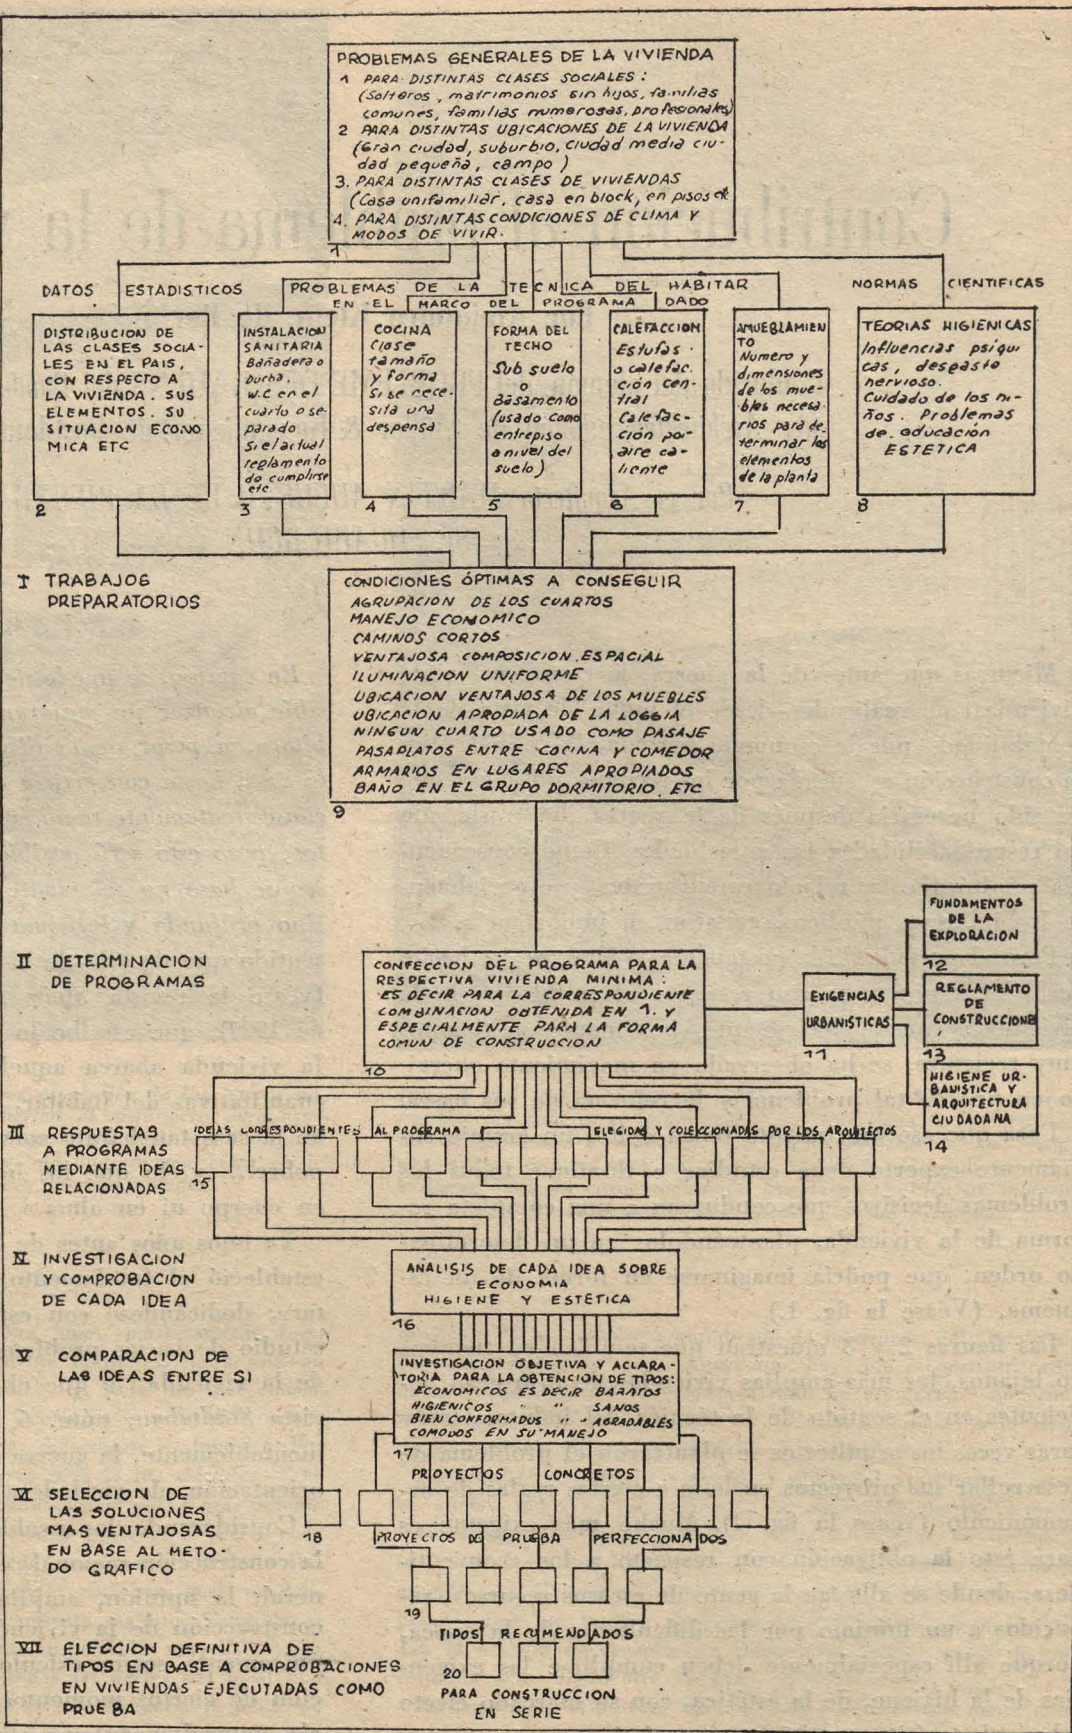 PROBLEMAS GENERALES DE LA VIVIENDA
1 PARA DISTINTAS CLASES SOCIALES :
(Solteros, matrimonios sin hijos, familias
comunes, familias numerosas, profesionales)
2 PARA DISTINTAS UBICACIONES DE LA VIVIENDA
(Gran ciudad, suburbio, ciudad media ciu-
dad pequeña, campo)
3. PARA DISTINTAS CLASES DE VIVIENDAS
(Casa unifamiliar, casa en block, en pisos etc
4. PARA DISTINTAS CONDICIONES DE CLIMA Y
MODOS DE VIVIR.
1
DATOS ESTADISTICOS
PROBLEMAS DE LA TECNICA DEL HABITAR
EN EL MARCO DEL PROGRAMA DADO
NORMAS CIENTIFICAS
DISTRIBUCION DE
LAS CLASES SOCIA-
LES EN EL PAIS,
CON RESPECTO A
LA VIVIENDA. SUS
ELEMENTOS. SU
SITUACION ECONO
MICA ETC
2
INSTALACION
SANITARIA
Bañadera o
Ducha.
W.C en el
cuarto o se-
parado
Si el actual
reglamento
do cumplirse
etc
3
COCINA
Clase
tamaño
y forma
Si se nece-
sita una
despensa
4
FORMA DEL
TECHO
Sub suelo
o
Basamento
(usado como
entrepiso
a nivel del
suelo)
5
CALEFACCION
Estufas
o calefac.
ción cen-
tral
Calefac-
ción por
aire ca-
liente
6
AMUEBLAMIEN
TO
Numero y
dimensiones
de los mue-
bles necesa-
rios para de-
terminar los
elementos
de la planta
7
TEORIAS HIGIENICAS
Influencias psiqui
cas, desgaste
nervioso.
Cuidado de los ni-
ños. Problemas
de educación
ESTETICA
8
I TRABAJOS
PREPARATORIOS
CONDICIONES ÓPTIMAS A CONSEGUIR
AGRUPACION DE LOS CUARTOS
MANEJO ECONOMICO
CAMINOS CORTOS
VENTAJOSA COMPOSICION ESPACIAL
ILUMINACION UNIFORME
UBICACION VENTAJOSA DE LOS MUEBLES
UBICACION APROPIADA DE LA LOGGIA
NINGUN CUARTO USADO COMO PASAJE
PASAPLATOS ENTRE COCINA Y COMEDOR
ARMARIOS EN LUGARES APROPIADOS
BAÑO EN EL GRUPO DORMITORIO. ETC
9
II DETERMINACION
DE PROGRAMAS
CONFECCION DEL PROGRAMA PARA LA
RESPECTIVA VIVIENDA MINIMA :
ES DECIR PARA LA CORRESPONDIENTE
COMBINACION OBTENIDA EN 1. Y
ESPECIALMENTE PARA LA FORMA
COMUN DE CONSTRUCCION
10
EXIGENCIAS
URBANISTICAS
11
FUNDAMENTOS
DE LA
EXPLORACION
12
REGLAMENTO
DE
CONSTRUCCIONE
13
HIGIENE UR-
BANISTICA Y
ARQUITECTURA
CIUDADANA
14
III RESPUESTAS
A PROGRAMAS
MEDIANTE IDEAS
RELACIONADAS
IDEAS CORRESPONDIENTES AL PROGRAMA ELEGIDAS Y COLECCIONADAS POR LOS ARQUITECTOS
15
IV INVESTIGACION
Y COMPROBACION
DE CADA IDEA
ANÁLISIS DE CADA IDEA SOBRE
ECONOMIA
HIGIENE Y ESTÉTICA
16
V COMPARACION DE
LAS IDEAS ENTRE SI
INVESTIGACION OBJETIVA Y ACLARA-
TORIA PARA LA OBTENCION DE TIPOS:
ECONOMICOS ES DECIR BARATOS
HIGIENICOS " " SANOS
BIEN CONFORMADOS " " AGRADABLES
COMODOS EN SU MANEJO
17
PROYECTOS CONCRETOS
VI SELECCION DE
LAS SOLUCIONES
MAS VENTAJOSAS
EN BASE AL METO-
DO GRAFICO
18
PROYECTOS DE PRUEBA PERFECCIONADOS
19
TIPOS RECOMENDADOS
VII ELECCION DEFINITIVA DE
TIPOS EN BASE A COMPROBACIONES
EN VIVIENDAS EJECUTADAS COMO
PRUEBA
20
PARA CONSTRUCCION
EN SERIE